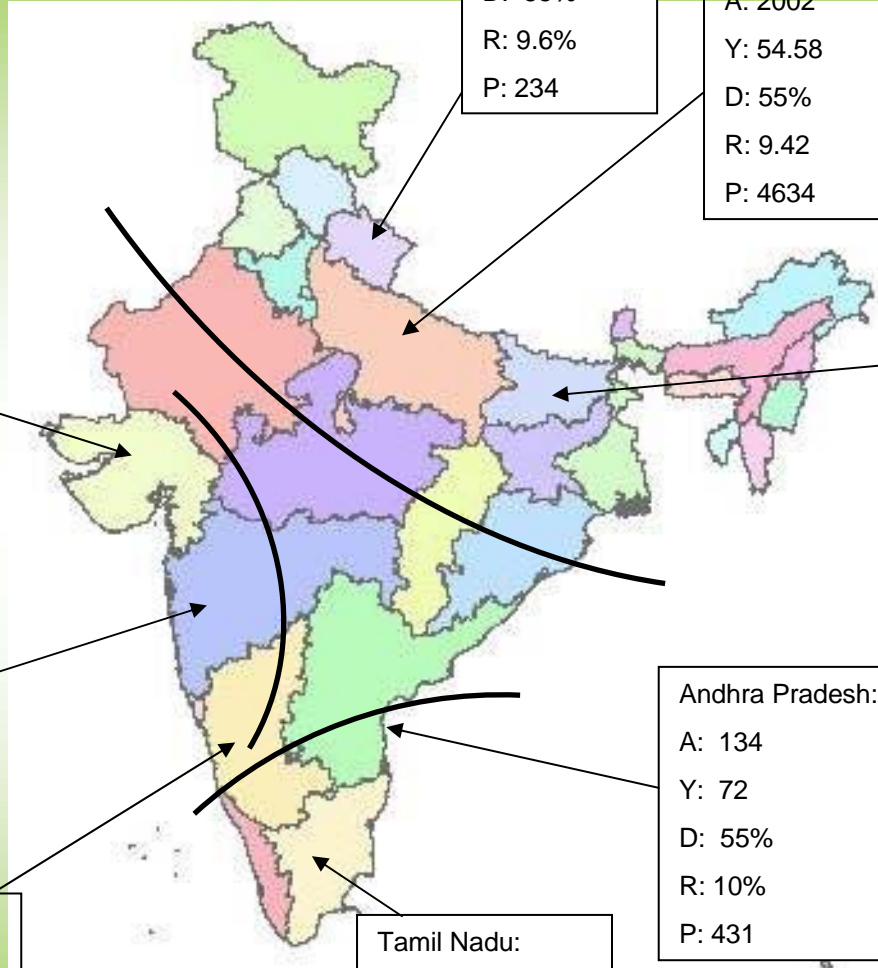 R: 9.6%
P: 234
A: 2002
Y: 54.58
D: 55%
R: 9.42
P: 4634
Andhra Pradesh:
A: 134
Y: 72
D: 55%
R: 10%
P: 431
Tamil Nadu: